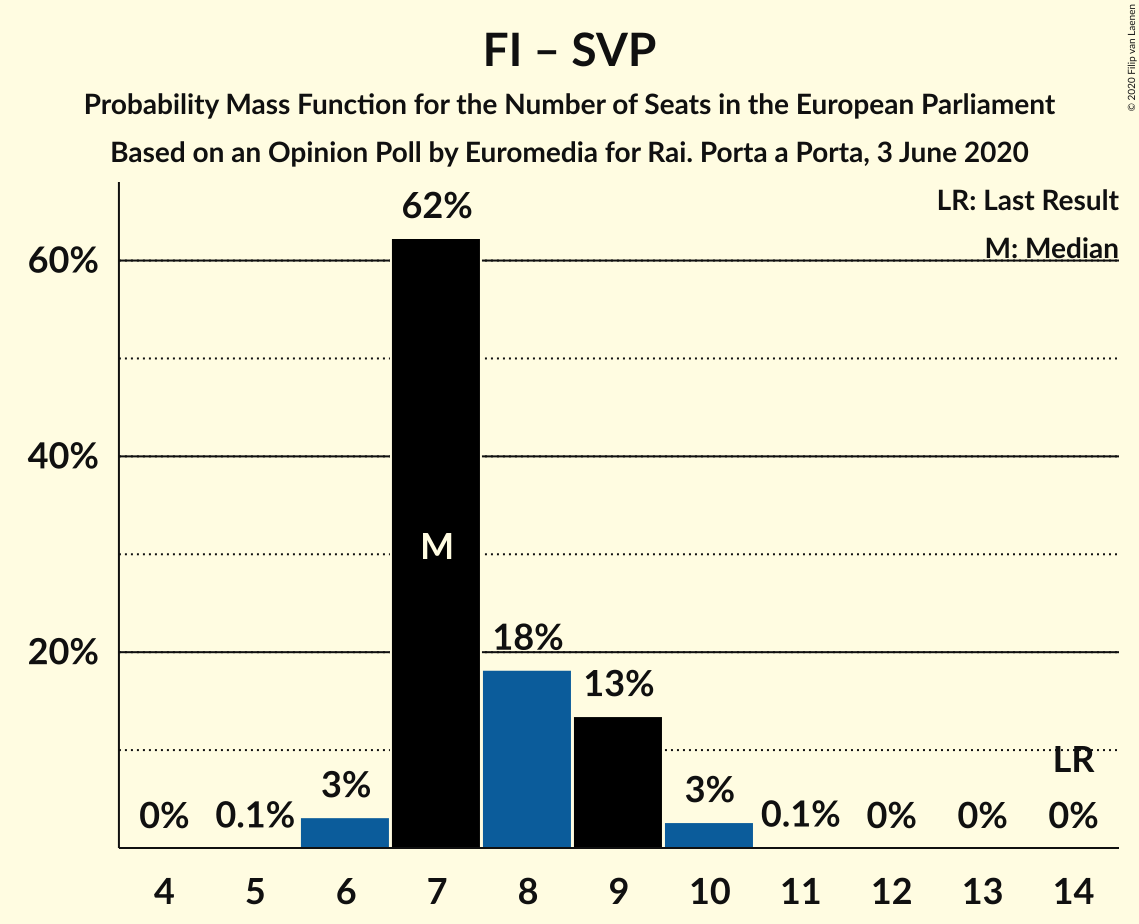 FI – SVP
Probability Mass Function for the Number of Seats in the European Parliament
Based on an Opinion Poll by Euromedia for Rai. Porta a Porta, 3 June 2020
© 2020 Filip van Laenen
LR: Last Result
M: Median
60%
40%
20%
0%
0.1%
3%
62%
M
18%
13%
3%
0.1%
0%
0%
LR
0%
4 5 6 7 8 9 10 11 12 13 14